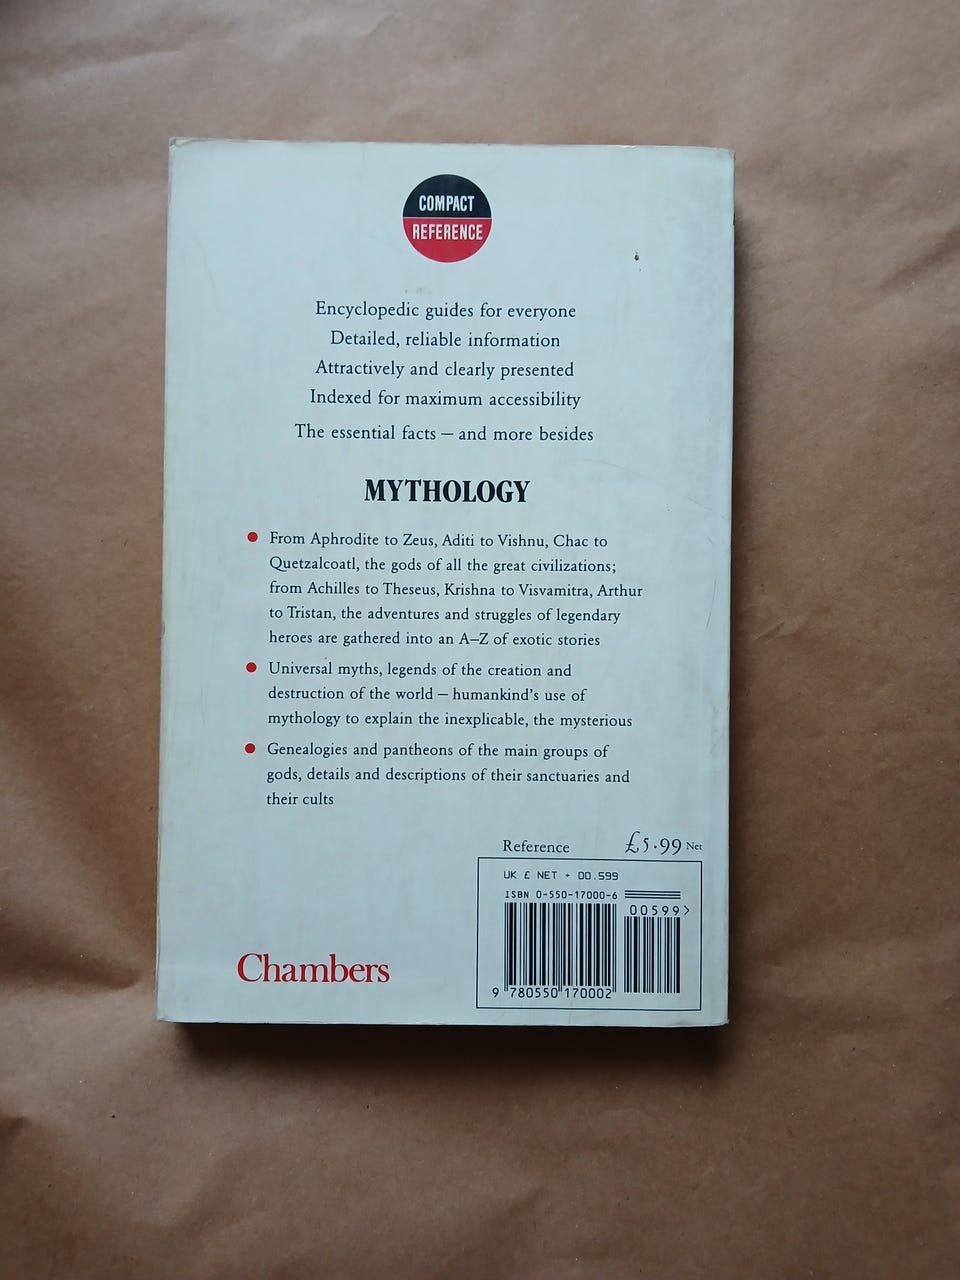 COMPACT
REFERENCE
Encyclopedic guides for everyone
Detailed, reliable information
Attractively and clearly presented
Indexed for maximum accessibility
The essential facts – and more besides
MYTHOLOGY
From Aphrodite to Zeus, Aditi to Vishnu, Chac to
Quetzalcoatl, the gods of all the great civilizations;
from Achilles to Theseus, Krishna to Visvamitra, Arthur
to Tristan, the adventures and struggles of legendary
heroes are gathered into an A–Z of exotic stories
Universal myths, legends of the creation and
destruction of the world – humankind's use of
mythology to explain the inexplicable, the mysterious
Genealogies and pantheons of the main groups of
gods, details and descriptions of their sanctuaries and
their cults
Reference £5·99 Net
UK £ NET + 00.599
ISBN 0-550-17000-6
00599>
9 780550 170002
Chambers